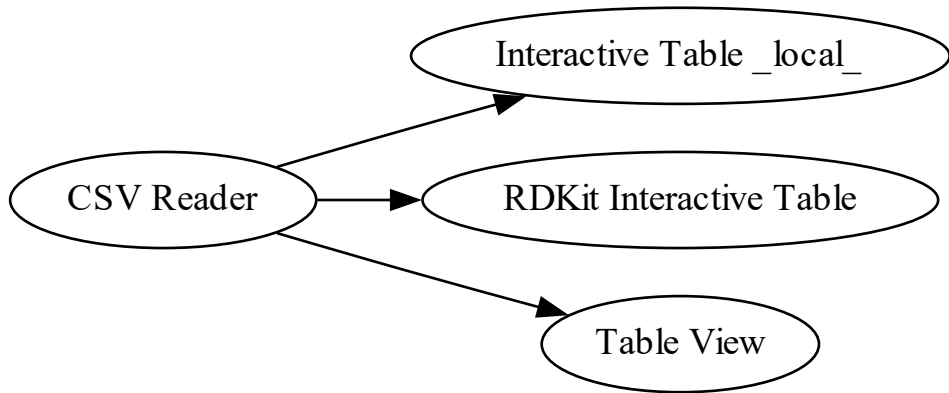 Interactive Table _local_
CSV Reader
RDKit Interactive Table
Table View